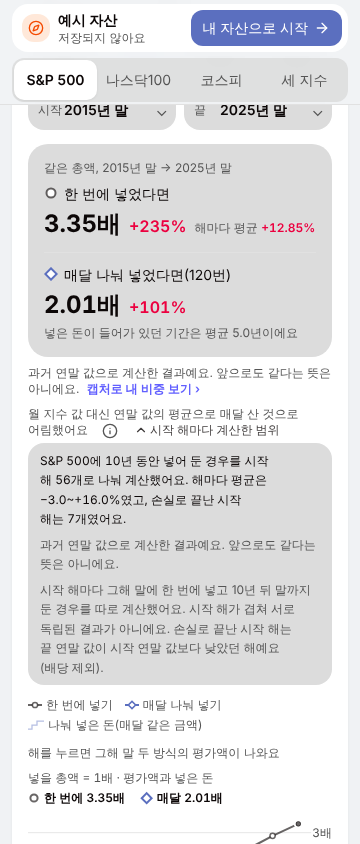 예시 자산
저장되지 않아요
내 자산으로 시작 →
S&P 500 나스닥100 코스피 세 지수
시작 2015년 말 끝 2025년 말
같은 총액, 2015년 말 → 2025년 말
한 번에 넣었다면
3.35배 +235% 해마다 평균 +12.85%
매달 나눠 넣었다면(120번)
2.01배 +101%
넣은 돈이 들어가 있던 기간은 평균 5.0년이에요
과거 연말 값으로 계산한 결과예요. 앞으로도 같다는 뜻은
아니에요. 캡처로 내 비중 보기 ›
월 지수 값 대신 연말 값의 평균으로 매달 산 것으로
어림했어요 시작 해마다 계산한 범위
S&P 500에 10년 동안 넣어 둔 경우를 시작
해 56개로 나눠 계산했어요. 해마다 평균은
−3.0~+16.0%였고, 손실로 끝난 시작
해는 7개였어요.
과거 연말 값으로 계산한 결과예요. 앞으로도 같다는
뜻은 아니에요.
시작 해마다 그해 말에 한 번에 넣고 10년 뒤 말까지
둔 경우를 따로 계산했어요. 시작 해가 겹쳐 서로
독립된 결과가 아니에요. 손실로 끝난 시작 해는
끝 연말 값이 시작 연말 값보다 낮았던 해예요
(배당 제외).
한 번에 넣기 매달 나눠 넣기
나눠 넣은 돈(매달 같은 금액)
해를 누르면 그해 말 두 방식의 평가액이 나와요
넣을 총액 = 1배 · 평가액과 넣은 돈
한 번에 3.35배 매달 2.01배
3배